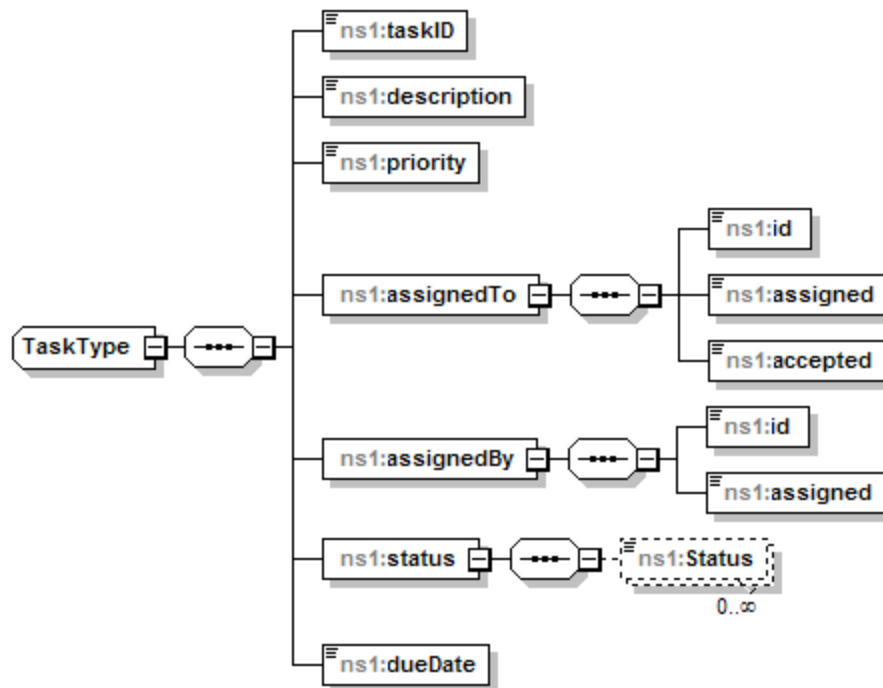 ns1:taskID
ns1:description
ns1:priority
ns1:id
ns1:assignedTo
ns1:assigned
TaskType
ns1:accepted
ns1:id
ns1:assignedBy
ns1:assigned
ns1:status
ns1:Status
0..∞
ns1:dueDate